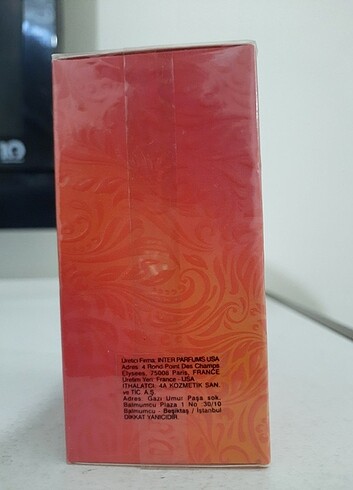 10
Üretici Firma; INTER PARFUMS USA
Adres: 4 Rond Point Des Champs
Elysees, 75008 Paris, FRANCE
Üretim Yeri: France - USA
İTHALATCI: 4A KOZMETİK SAN.
ve TİC. A.Ş.
Adres: Gazi Umur Paşa sok.
Balmumcu Plaza 1 No :30/10
Balmumcu - Beşiktaş / İstanbul
DİKKAT YANICIDIR